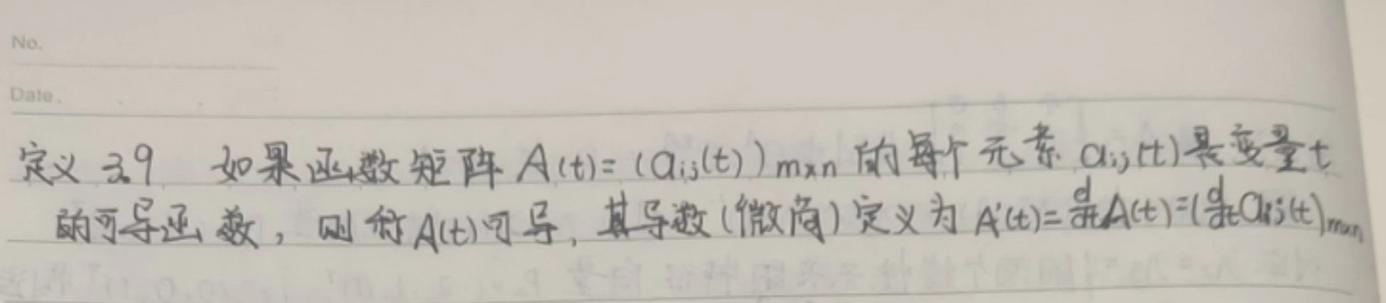 No.
Date.
定义 3.9 如果函数矩阵 A(t)=(aij(t))m×n 的每个元素 aij(t)是变量t
的可导函数，则称A(t)可导，其导数(微商)定义为 A'(t)=d/dt A(t)=(d/dt aij(t))m×n